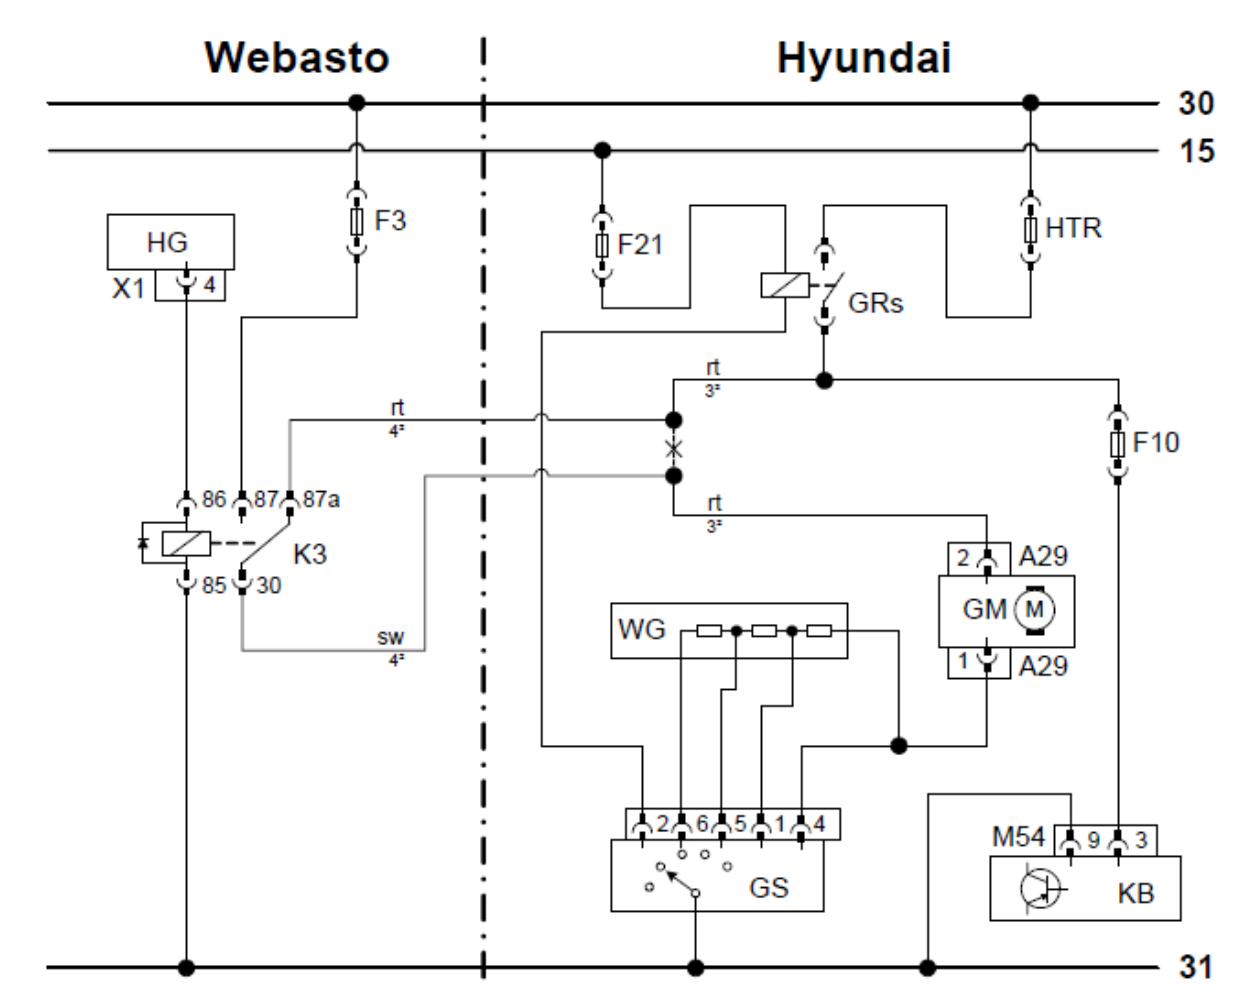 Webasto
Hyundai
30
15
F3
HG
X1
4
F21
HTR
GRs
rt
3²
rt
4²
F10
86
87
87a
K3
85
30
rt
3²
sw
4²
2
A29
GM
M
1
A29
WG
2
6
5
1
4
GS
M54
9
3
KB
31